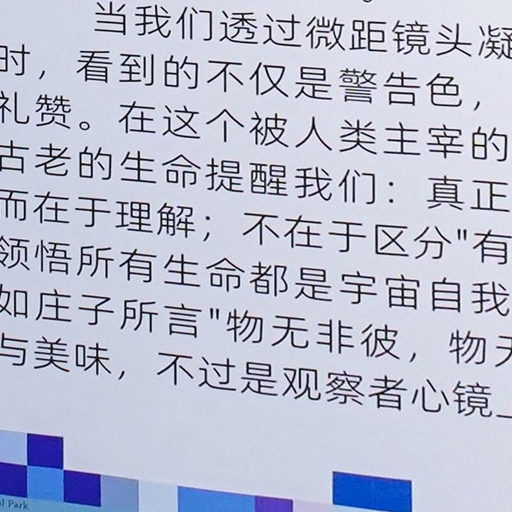 当我们透过微距镜头凝
时，看到的不仅是警告色，
礼赞。在这个被人类主宰的
古老的生命提醒我们：真正
而在于理解；不在于区分"有
领悟所有生命都是宇宙自我
如庄子所言"物无非彼，物无
与美味，不过是观察者心镜
Park